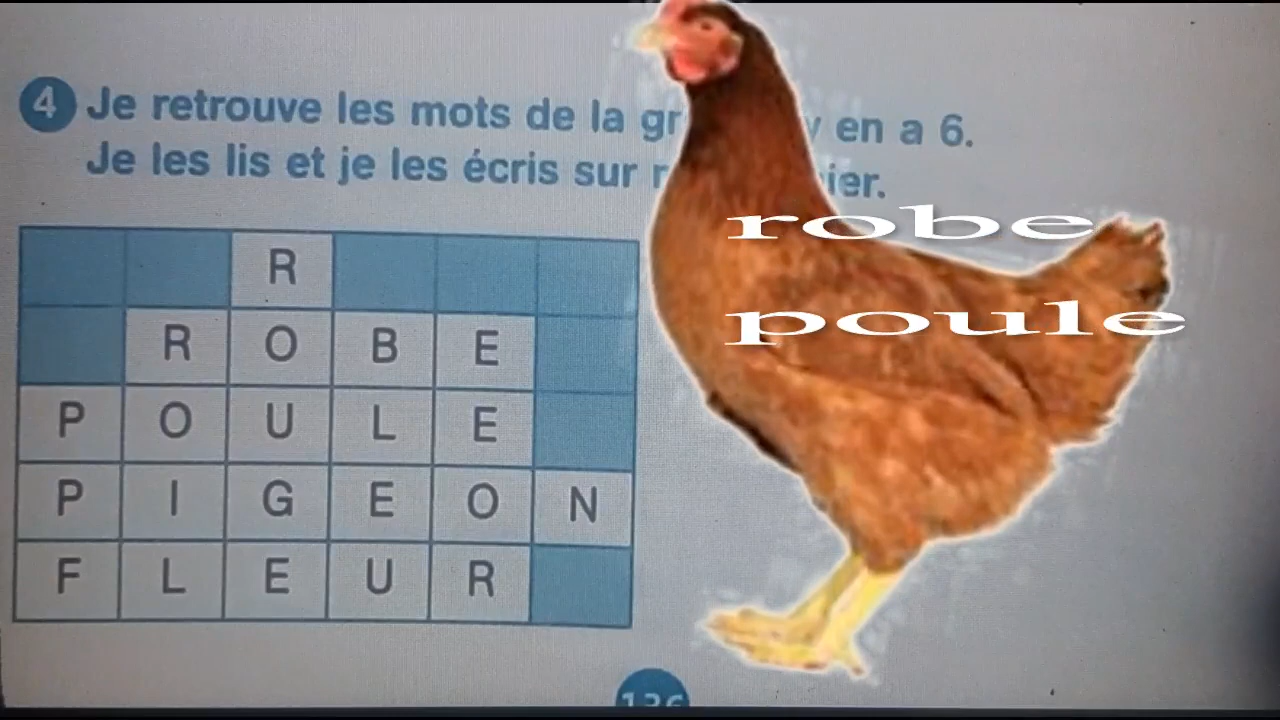 4 Je retrouve les mots de la gr y en a 6.
Je les lis et je les écris sur ier.
robe
poule
R
R O B E
P O U L E
P I G E O N
F L E U R
136